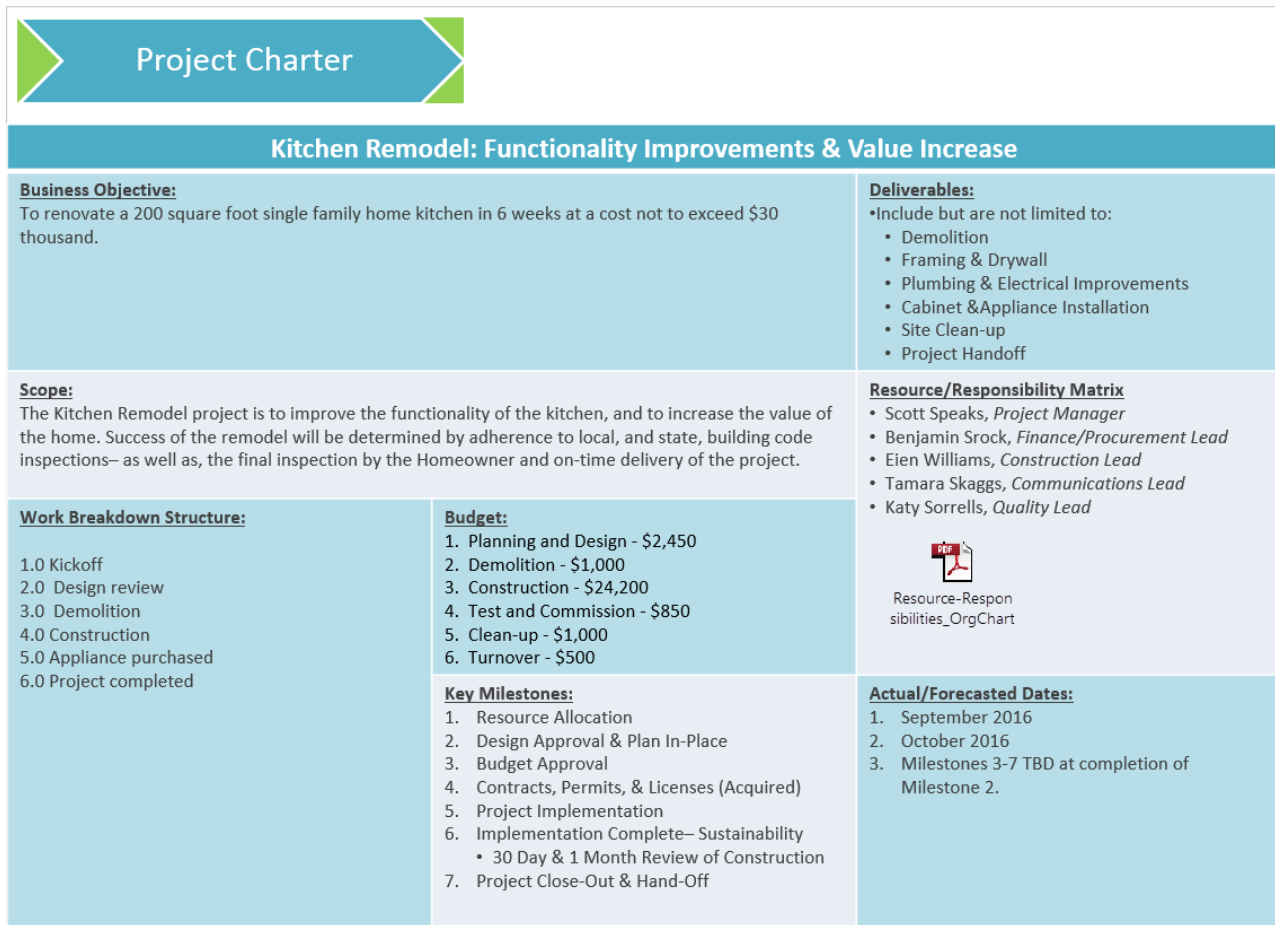 Project Charter
Kitchen Remodel: Functionality Improvements & Value Increase
Business Objective:
To renovate a 200 square foot single family home kitchen in 6 weeks at a cost not to exceed $30
thousand.
Deliverables:
•Include but are not limited to:
• Demolition
• Framing & Drywall
• Plumbing & Electrical Improvements
• Cabinet &Appliance Installation
• Site Clean-up
• Project Handoff
Scope:
The Kitchen Remodel project is to improve the functionality of the kitchen, and to increase the value of
the home. Success of the remodel will be determined by adherence to local, and state, building code
inspections– as well as, the final inspection by the Homeowner and on-time delivery of the project.
Resource/Responsibility Matrix
• Scott Speaks, Project Manager
• Benjamin Srock, Finance/Procurement Lead
• Eien Williams, Construction Lead
• Tamara Skaggs, Communications Lead
• Katy Sorrells, Quality Lead
PDF
Resource-Respon
sibilities_OrgChart
Work Breakdown Structure:
1.0 Kickoff
2.0 Design review
3.0 Demolition
4.0 Construction
5.0 Appliance purchased
6.0 Project completed
Budget:
1. Planning and Design - $2,450
2. Demolition - $1,000
3. Construction - $24,200
4. Test and Commission - $850
5. Clean-up - $1,000
6. Turnover - $500
Key Milestones:
1. Resource Allocation
2. Design Approval & Plan In-Place
3. Budget Approval
4. Contracts, Permits, & Licenses (Acquired)
5. Project Implementation
6. Implementation Complete– Sustainability
• 30 Day & 1 Month Review of Construction
7. Project Close-Out & Hand-Off
Actual/Forecasted Dates:
1. September 2016
2. October 2016
3. Milestones 3-7 TBD at completion of
Milestone 2.